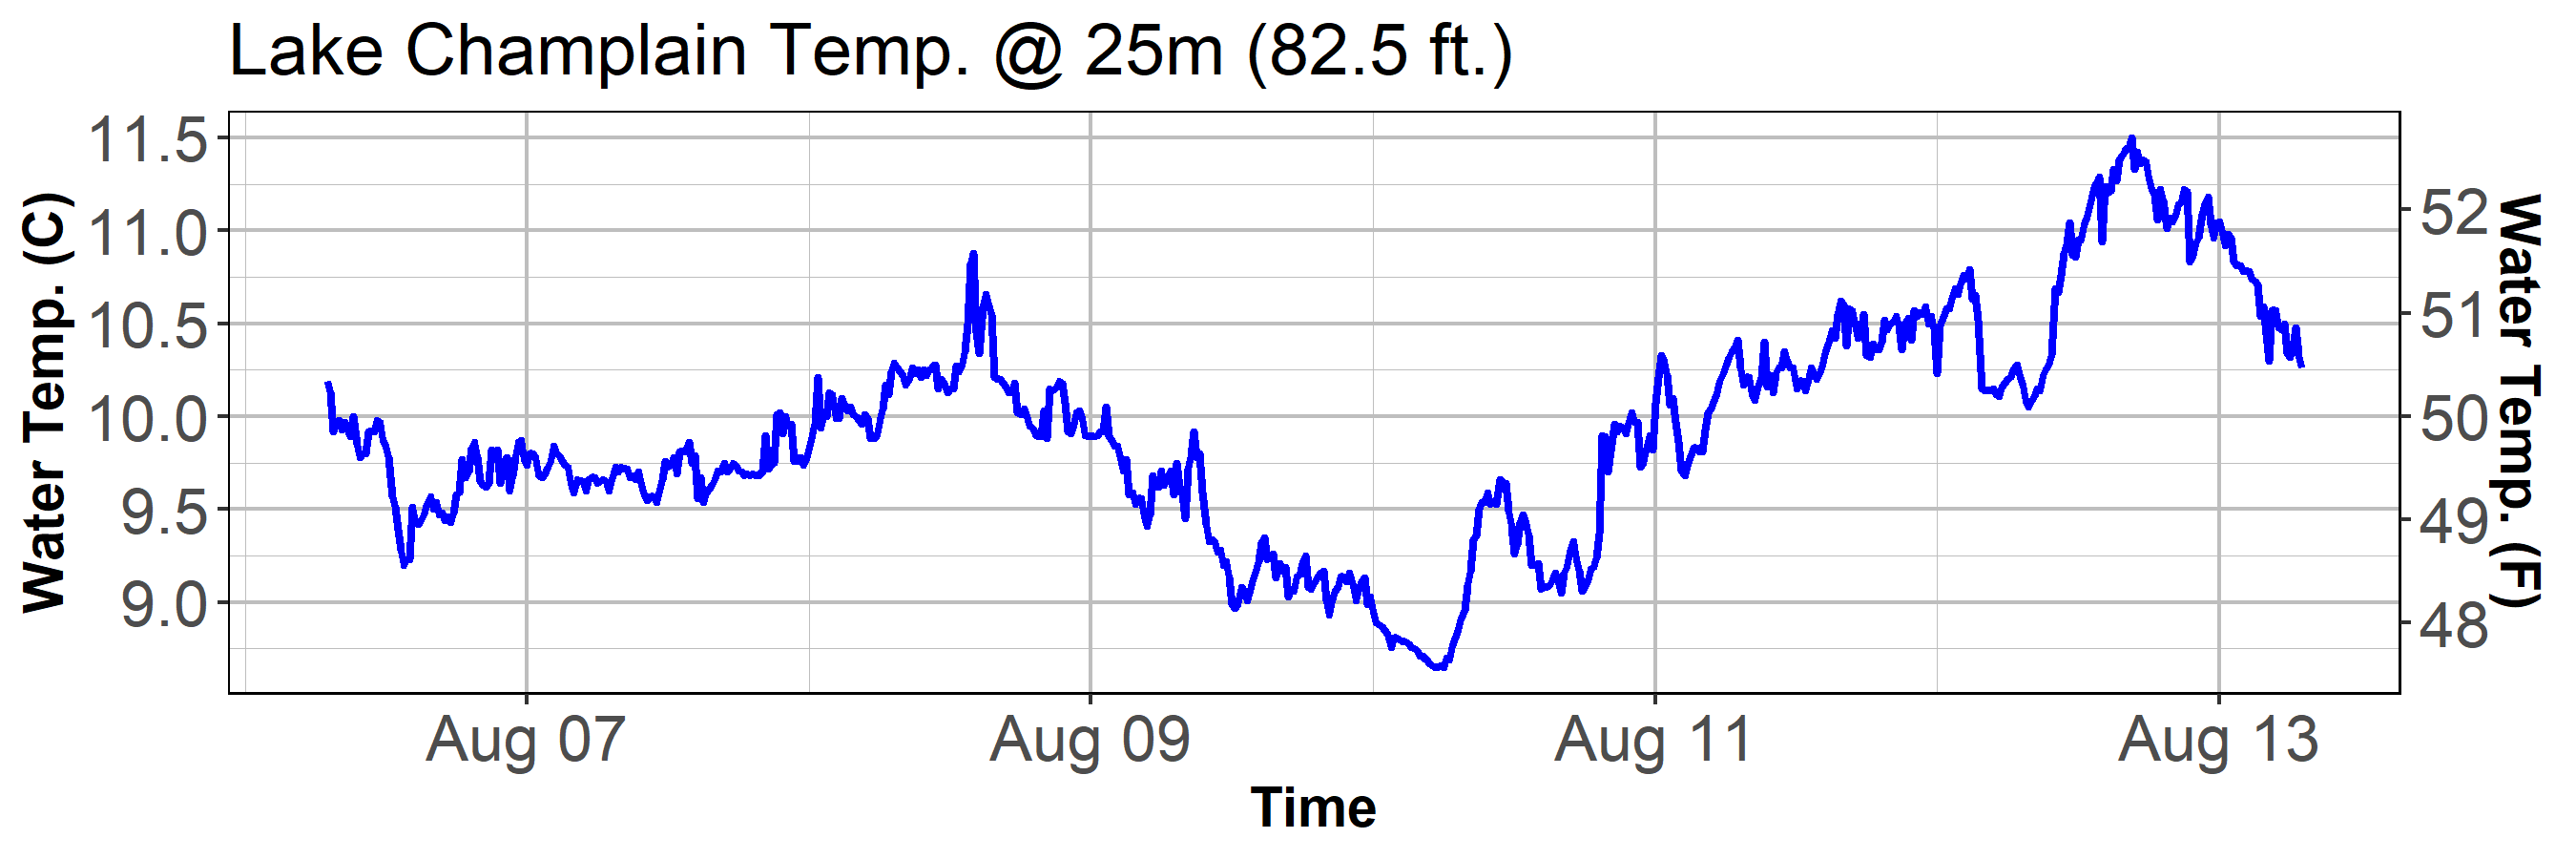 Lake Champlain Temp. @ 25m (82.5 ft.)
Water Temp. (C)
11.5
11.0
10.5
10.0
9.5
9.0
52
51
50
49
48
Water Temp. (F)
Aug 07
Aug 09
Aug 11
Aug 13
Time